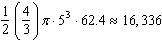 1/2 (4/3) π · 5³ · 62.4 ≈ 16,336